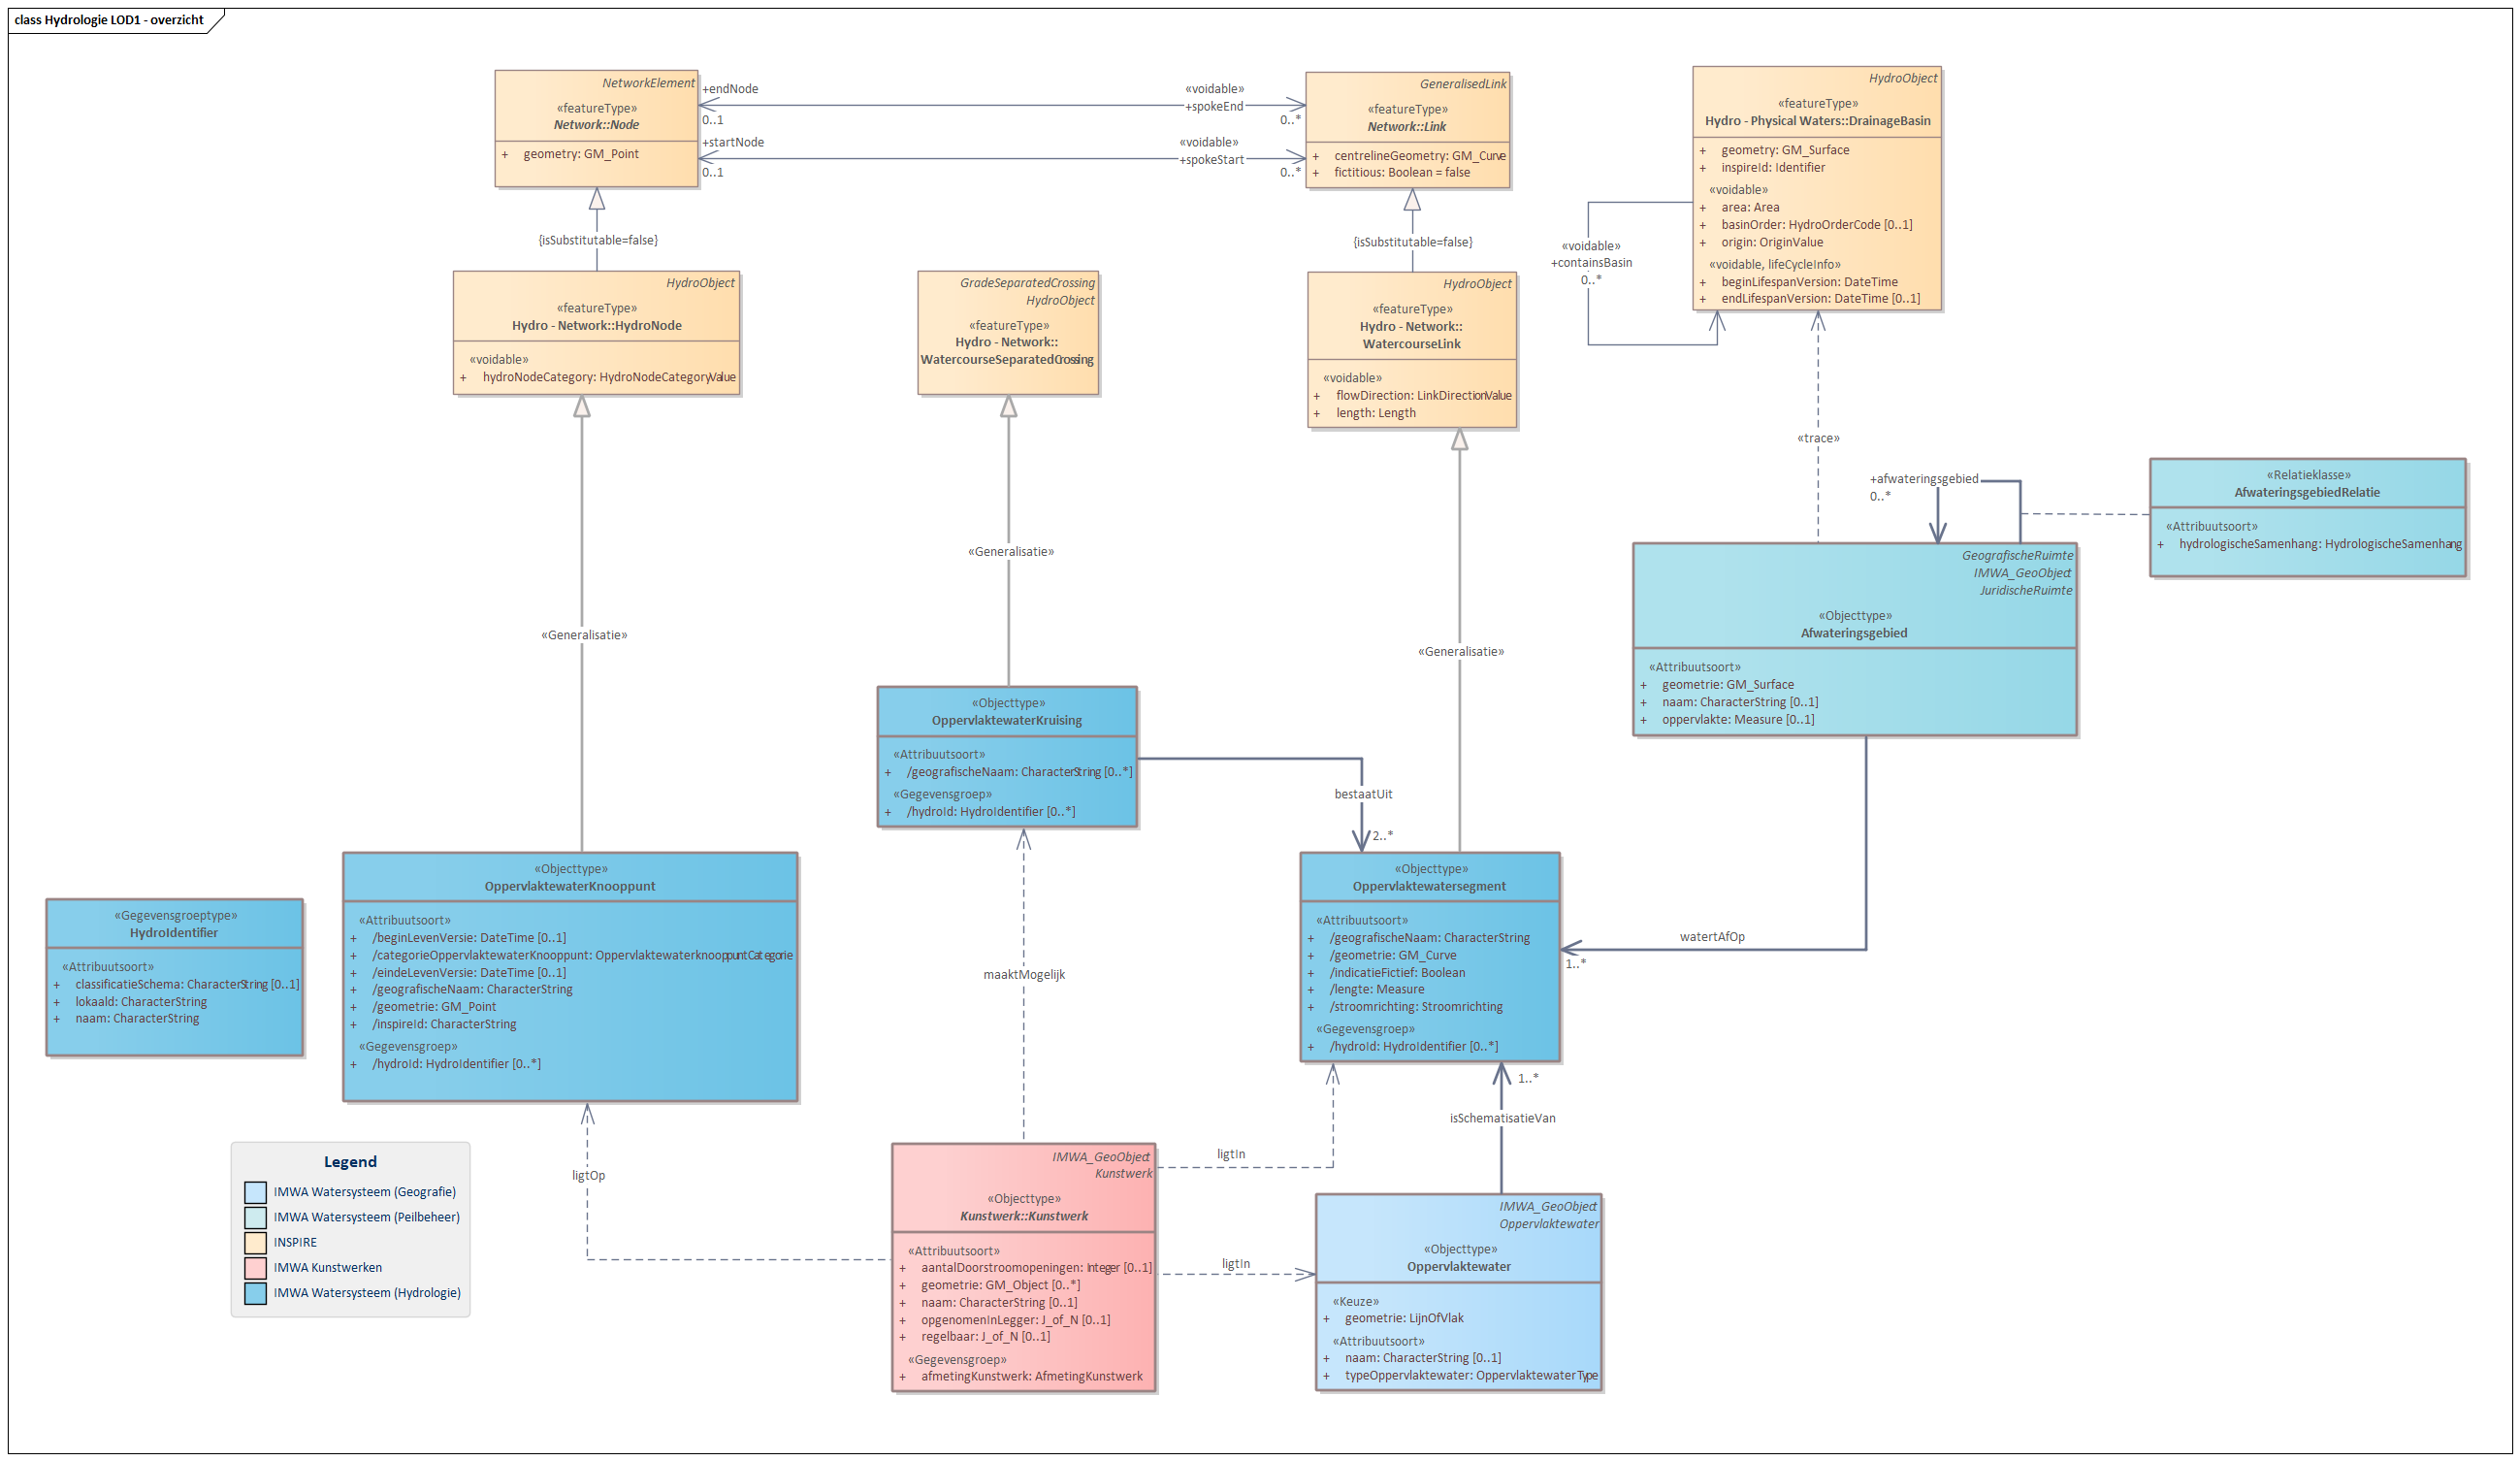 class Hydrologie LOD1 - overzicht
NetworkElement
«featureType»
Network::Node
+ geometry: GM_Point
+endNode
0..1
+startNode
0..1
«voidable»
+spokeEnd
0..*
«voidable»
+spokeStart
0..*
GeneralisedLink
«featureType»
Network::Link
+ centrelineGeometry: GM_Curve
+ fictitious: Boolean = false
HydroObject
«featureType»
Hydro - Physical Waters::DrainageBasin
+ geometry: GM_Surface
+ inspireId: Identifier
«voidable»
+ area: Area
+ basinOrder: HydroOrderCode [0..1]
+ origin: OriginValue
«voidable, lifeCycleInfo»
+ beginLifespanVersion: DateTime
+ endLifespanVersion: DateTime [0..1]
«voidable»
+containsBasin
0..*
{isSubstitutable=false}
{isSubstitutable=false}
HydroObject
«featureType»
Hydro - Network::HydroNode
«voidable»
+ hydroNodeCategory: HydroNodeCategoryValue
GradeSeparatedCrossing
HydroObject
«featureType»
Hydro - Network::
WatercourseSeparatedCrossing
HydroObject
«featureType»
Hydro - Network::
WatercourseLink
«voidable»
+ flowDirection: LinkDirectionValue
+ length: Length
«trace»
+afwateringsgebied
0..*
«Relatieklasse»
AfwateringsgebiedRelatie
«Attribuutsoort»
+ hydrologischeSamenhang: HydrologischeSamenhang
«Generalisatie»
«Generalisatie»
«Generalisatie»
GeografischeRuimte
IMWA_GeoObject
JuridischeRuimte
«Objecttype»
Afwateringsgebied
«Attribuutsoort»
+ geometrie: GM_Surface
+ naam: CharacterString [0..1]
+ oppervlakte: Measure [0..1]
«Objecttype»
OppervlaktewaterKruising
«Attribuutsoort»
+ /geografischeNaam: CharacterString [0..*]
«Gegevensgroep»
+ /hydroId: HydroIdentifier [0..*]
bestaatUit
2..*
«Gegevensgroeptype»
HydroIdentifier
«Attribuutsoort»
+ classificatieSchema: CharacterString [0..1]
+ lokaalId: CharacterString
+ naam: CharacterString
«Objecttype»
OppervlaktewaterKnooppunt
«Attribuutsoort»
+ /beginLevenVersie: DateTime [0..1]
+ /categorieOppervlaktewaterKnooppunt: OppervlaktewaterknooppuntCategorie
+ /eindeLevenVersie: DateTime [0..1]
+ /geografischeNaam: CharacterString
+ /geometrie: GM_Point
+ /inspireId: CharacterString
«Gegevensgroep»
+ /hydroId: HydroIdentifier [0..*]
maaktMogelijk
«Objecttype»
Oppervlaktewatersegment
«Attribuutsoort»
+ /geografischeNaam: CharacterString
+ /geometrie: GM_Curve
+ /indicatieFictief: Boolean
+ /lengte: Measure
+ /stroomrichting: Stroomrichting
«Gegevensgroep»
+ /hydroId: HydroIdentifier [0..*]
watertAfOp
1..*
1..*
isSchematisatieVan
ligtOp
ligtIn
ligtIn
Legend
IMWA Watersysteem (Geografie)
IMWA Watersysteem (Peilbeheer)
INSPIRE
IMWA Kunstwerken
IMWA Watersysteem (Hydrologie)
IMWA_GeoObject
Kunstwerk
«Objecttype»
Kunstwerk::Kunstwerk
«Attribuutsoort»
+ aantalDoorstroomopeningen: Integer [0..1]
+ geometrie: GM_Object [0..*]
+ naam: CharacterString [0..1]
+ opgenomenInLegger: J_of_N [0..1]
+ regelbaar: J_of_N [0..1]
«Gegevensgroep»
+ afmetingKunstwerk: AfmetingKunstwerk
IMWA_GeoObject
Oppervlaktewater
«Objecttype»
Oppervlaktewater
«Keuze»
+ geometrie: LijnOfVlak
«Attribuutsoort»
+ naam: CharacterString [0..1]
+ typeOppervlaktewater: OppervlaktewaterType